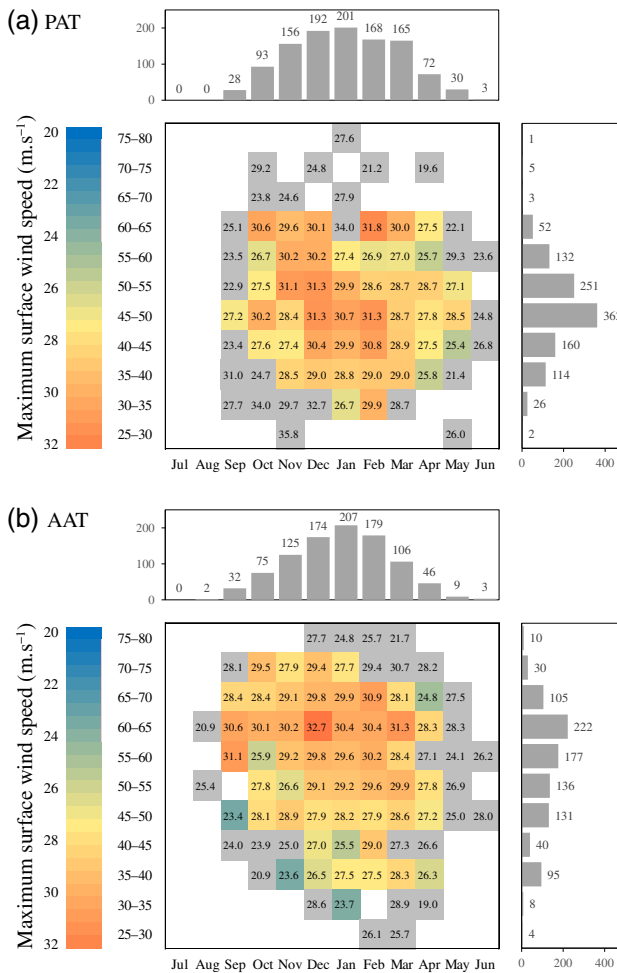 (a) PAT
200
100
0
0 0 28 93 156 192 201 168 165 72 30 3
Maximum surface wind speed (m.s⁻¹)
20
22
24
26
28
30
32
75–80 27.6 1
70–75 29.2 24.8 21.2 19.6 5
65–70 23.8 24.6 27.9 3
60–65 25.1 30.6 29.6 30.1 34.0 31.8 30.0 27.5 22.1 52
55–60 23.5 26.7 30.2 30.2 27.4 26.9 27.0 25.7 29.3 23.6 132
50–55 22.9 27.5 31.1 31.3 29.9 28.6 28.7 28.7 27.1 251
45–50 27.2 30.2 28.4 31.3 30.7 31.3 28.7 27.8 28.5 24.8 362
40–45 23.4 27.6 27.4 30.4 29.9 30.8 28.9 27.5 25.4 26.8 160
35–40 31.0 24.7 28.5 29.0 28.8 29.0 29.0 25.8 21.4 114
30–35 27.7 34.0 29.7 32.7 26.7 29.9 28.7 26
25–30 35.8 26.0 2
Jul Aug Sep Oct Nov Dec Jan Feb Mar Apr May Jun
0 200 400
(b) AAT
200
100
0
0 2 32 75 125 174 207 179 106 46 9 3
Maximum surface wind speed (m.s⁻¹)
20
22
24
26
28
30
32
75–80 27.7 24.8 25.7 21.7 10
70–75 28.1 29.5 27.9 29.4 27.7 29.4 30.7 28.2 30
65–70 28.4 28.4 29.1 29.8 29.9 30.9 28.1 24.8 27.5 105
60–65 20.9 30.6 30.1 30.2 32.7 30.4 30.4 31.3 28.3 28.3 222
55–60 31.1 25.9 29.2 29.8 29.6 30.2 28.4 27.1 24.1 26.2 177
50–55 25.4 27.8 26.6 29.1 29.2 29.6 29.9 27.8 26.9 136
45–50 23.4 28.1 28.9 27.9 28.2 27.9 28.6 27.2 25.0 28.0 131
40–45 24.0 23.9 25.0 27.0 25.5 29.0 27.3 26.6 40
35–40 20.9 23.6 26.5 27.5 27.5 28.3 26.3 95
30–35 28.6 23.7 28.9 19.0 8
25–30 26.1 25.7 4
Jul Aug Sep Oct Nov Dec Jan Feb Mar Apr May Jun
0 200 400